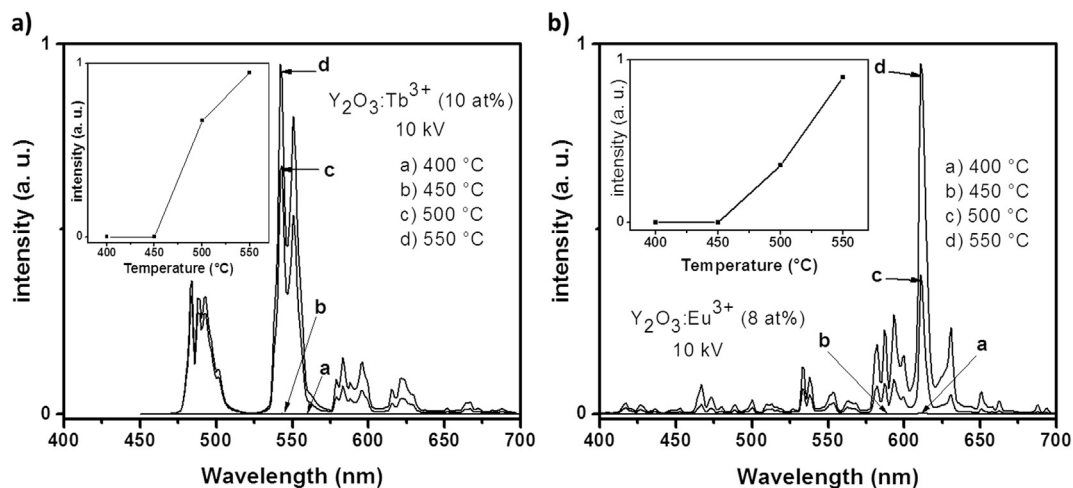 a)
1
intensity (a. u.)
0
400 450 500 550 600 650 700
Wavelength (nm)
1
intensity (a. u.)
0
400 450 500 550
Temperature (°C)
d
Y2O3:Tb3+ (10 at%)
10 kV
c
a) 400 °C
b) 450 °C
c) 500 °C
d) 550 °C
b
a
b)
1
intensity (a. u.)
0
400 450 500 550 600 650 700
Wavelength (nm)
1
intensity (a. u.)
0
400 450 500 550
Temperature (°C)
d
a) 400 °C
b) 450 °C
c) 500 °C
d) 550 °C
c
Y2O3:Eu3+ (8 at%)
10 kV
b
a